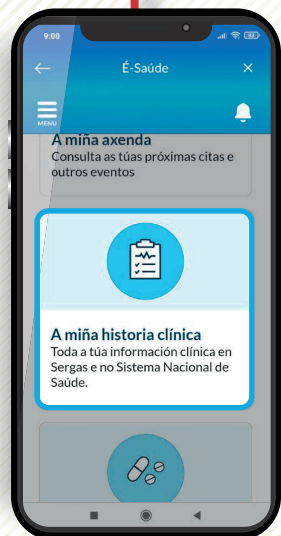 9:00
É-Saúde
MENU
A miña axenda
Consulta as túas próximas citas e
outros eventos
A miña historia clínica
Toda a túa información clínica en
Sergas e no Sistema Nacional de
Saúde.